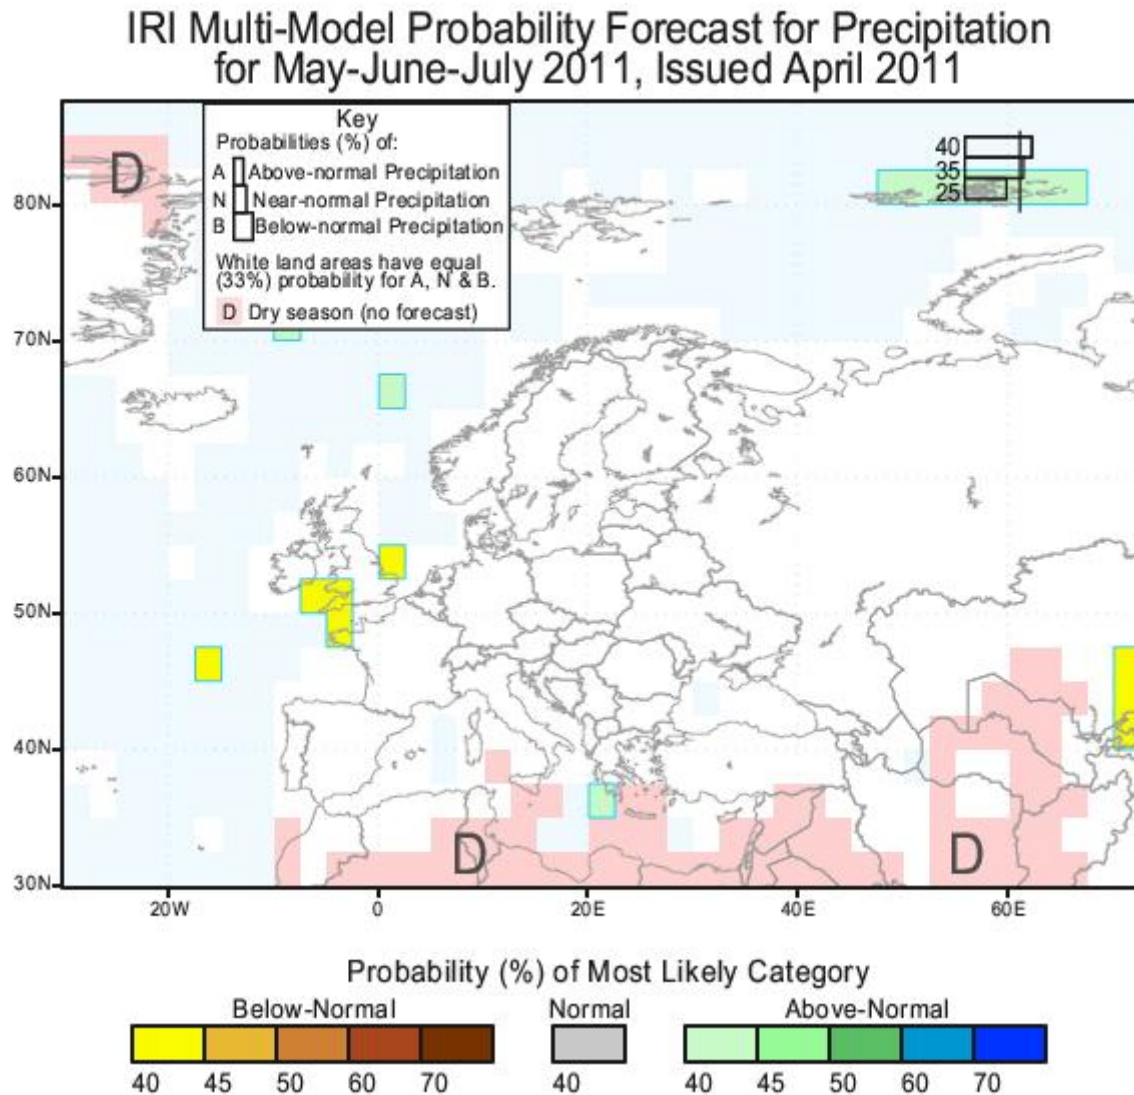 IRI Multi-Model Probability Forecast for Precipitation
for May-June-July 2011, Issued April 2011
Key
Probabilities (%) of:
A Above-normal Precipitation
N Near-normal Precipitation
B Below-normal Precipitation
White land areas have equal
(33%) probability for A, N & B.
D Dry season (no forecast)
D
40
35
25
80N
70N
60N
50N
40N
D
D
30N
20W 0 20E 40E 60E
Probability (%) of Most Likely Category
Below-Normal Normal Above-Normal
40 45 50 60 70 40 40 45 50 60 70